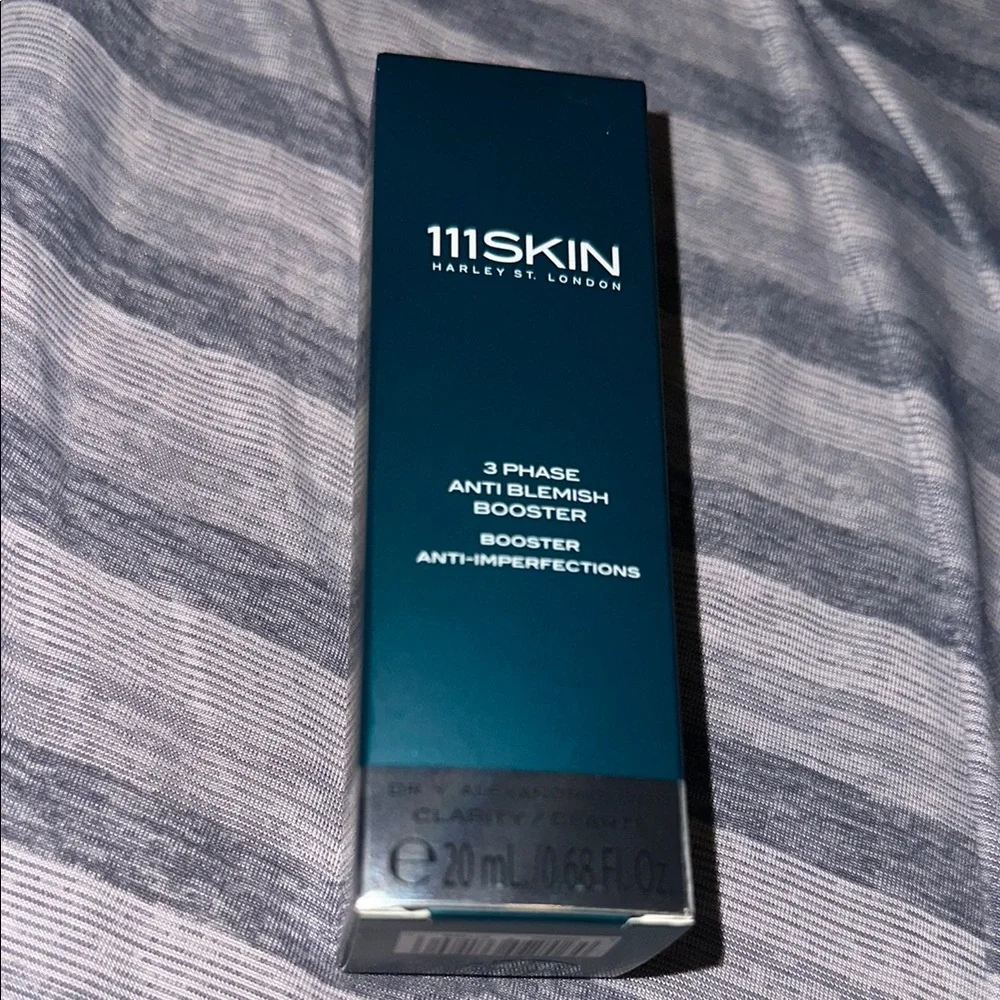 111SKIN
HARLEY ST. LONDON
3 PHASE
ANTI BLEMISH
BOOSTER
BOOSTER
ANTI-IMPERFECTIONS
CLARITY /
℮ 20 mL./0.68 Fl. Oz